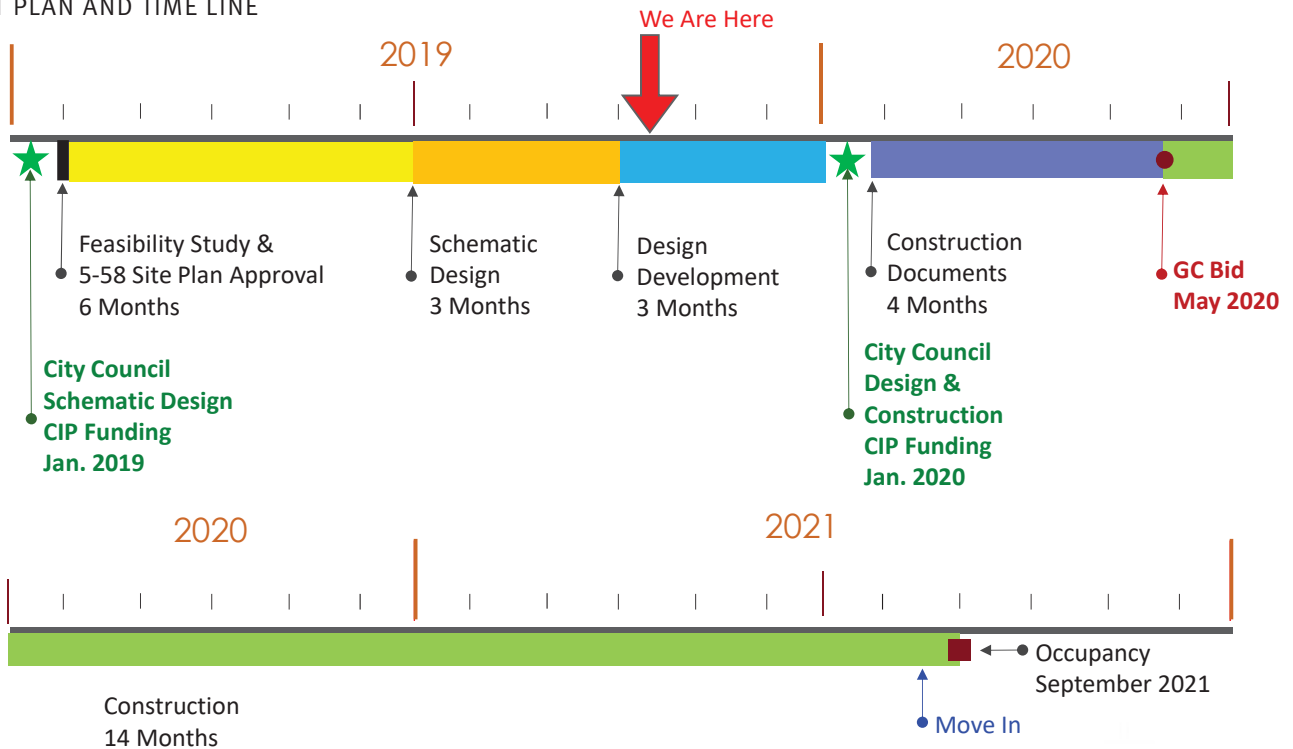 PLAN AND TIME LINE
We Are Here
2019
2020
Feasibility Study &
5-58 Site Plan Approval
6 Months
Schematic
Design
3 Months
Design
Development
3 Months
Construction
Documents
4 Months
GC Bid
May 2020
City Council
Schematic Design
CIP Funding
Jan. 2019
City Council
Design &
Construction
CIP Funding
Jan. 2020
2020
2021
Construction
14 Months
Move In
Occupancy
September 2021